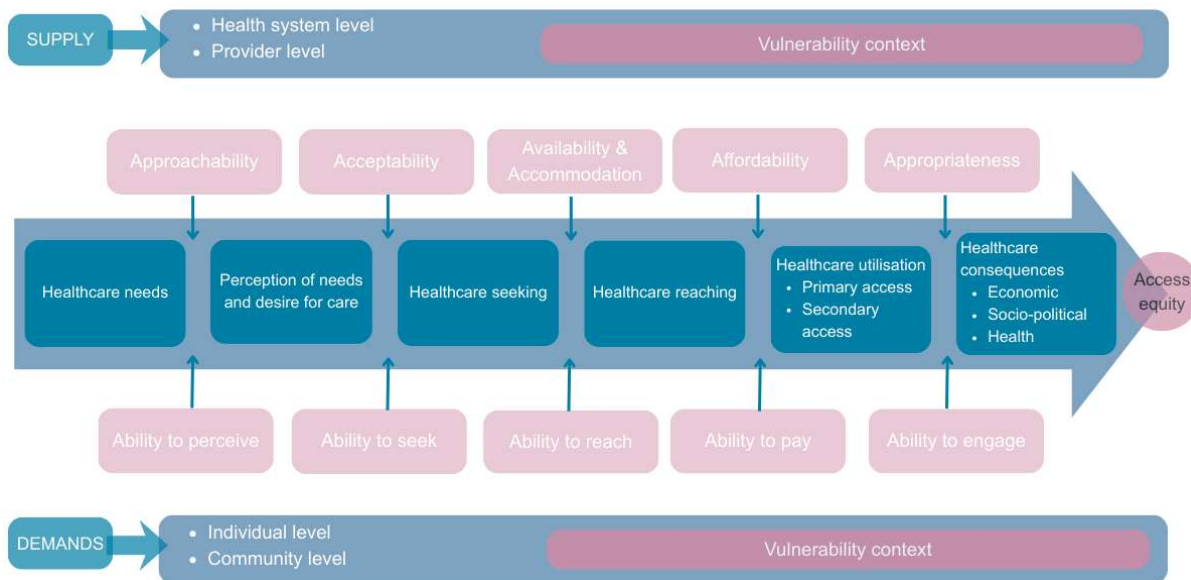 SUPPLY
• Health system level
• Provider level
Vulnerability context
Approachability
Acceptability
Availability &
Accommodation
Affordability
Appropriateness
Healthcare needs
Perception of needs
and desire for care
Healthcare seeking
Healthcare reaching
Healthcare utilisation
• Primary access
• Secondary
access
Healthcare
consequences
• Economic
• Socio-political
• Health
Access
equity
Ability to perceive
Ability to seek
Ability to reach
Ability to pay
Ability to engage
DEMANDS
• Individual level
• Community level
Vulnerability context